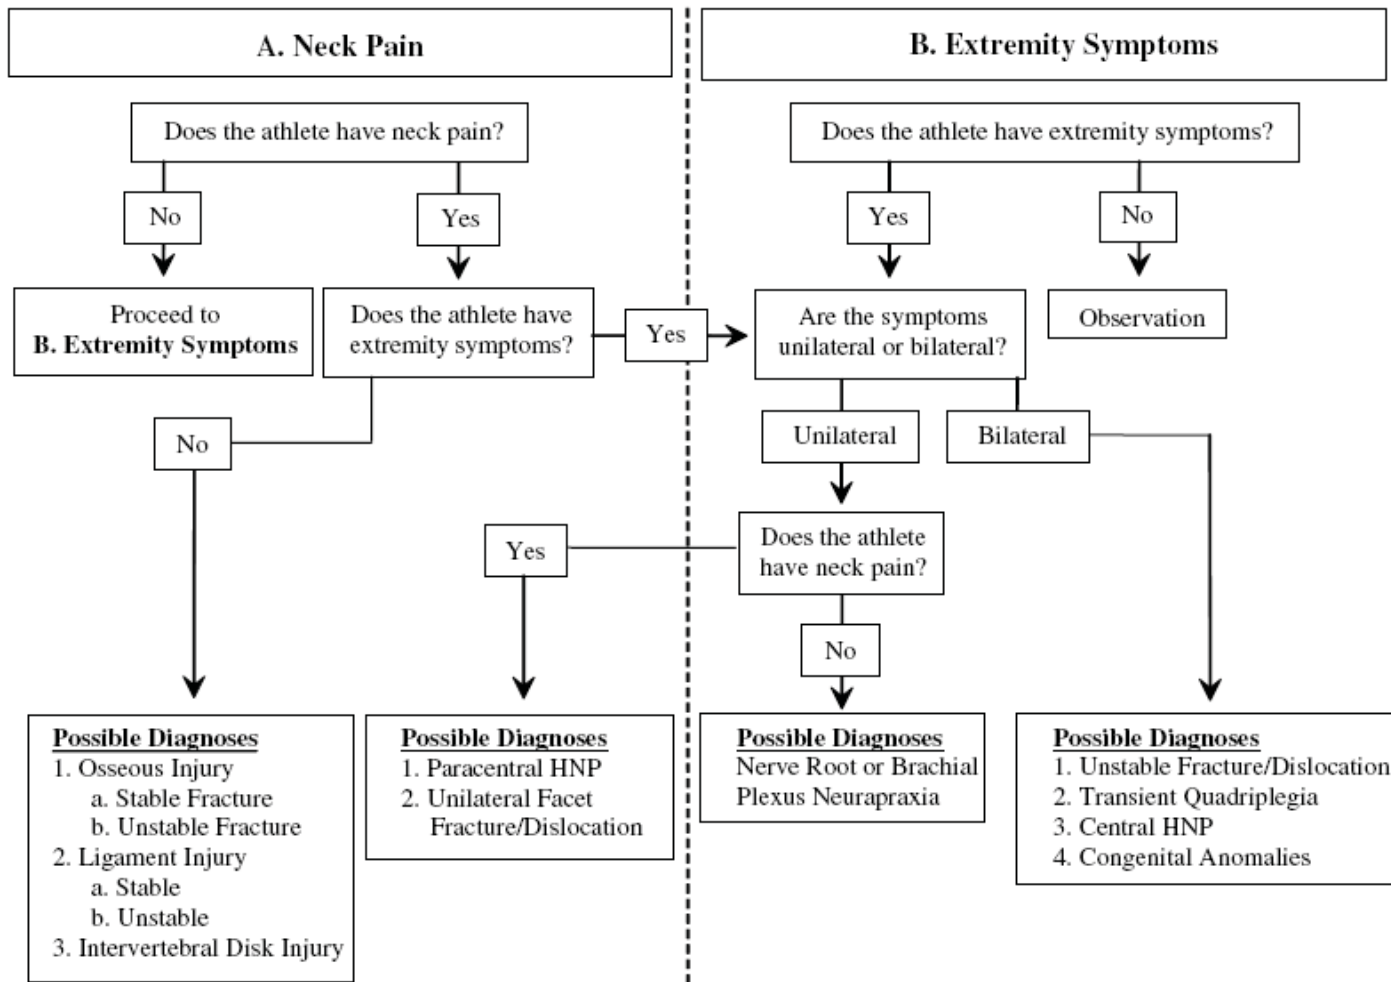 A. Neck Pain
B. Extremity Symptoms
Does the athlete have neck pain?
Does the athlete have extremity symptoms?
No
Yes
Yes
No
Proceed to
B. Extremity Symptoms
Does the athlete have
extremity symptoms?
Yes
Are the symptoms
unilateral or bilateral?
Observation
No
Unilateral
Bilateral
Yes
Does the athlete
have neck pain?
No
Possible Diagnoses
1. Osseous Injury
a. Stable Fracture
b. Unstable Fracture
2. Ligament Injury
a. Stable
b. Unstable
3. Intervertebral Disk Injury
Possible Diagnoses
1. Paracentral HNP
2. Unilateral Facet
Fracture/Dislocation
Possible Diagnoses
Nerve Root or Brachial
Plexus Neurapraxia
Possible Diagnoses
1. Unstable Fracture/Dislocation
2. Transient Quadriplegia
3. Central HNP
4. Congenital Anomalies